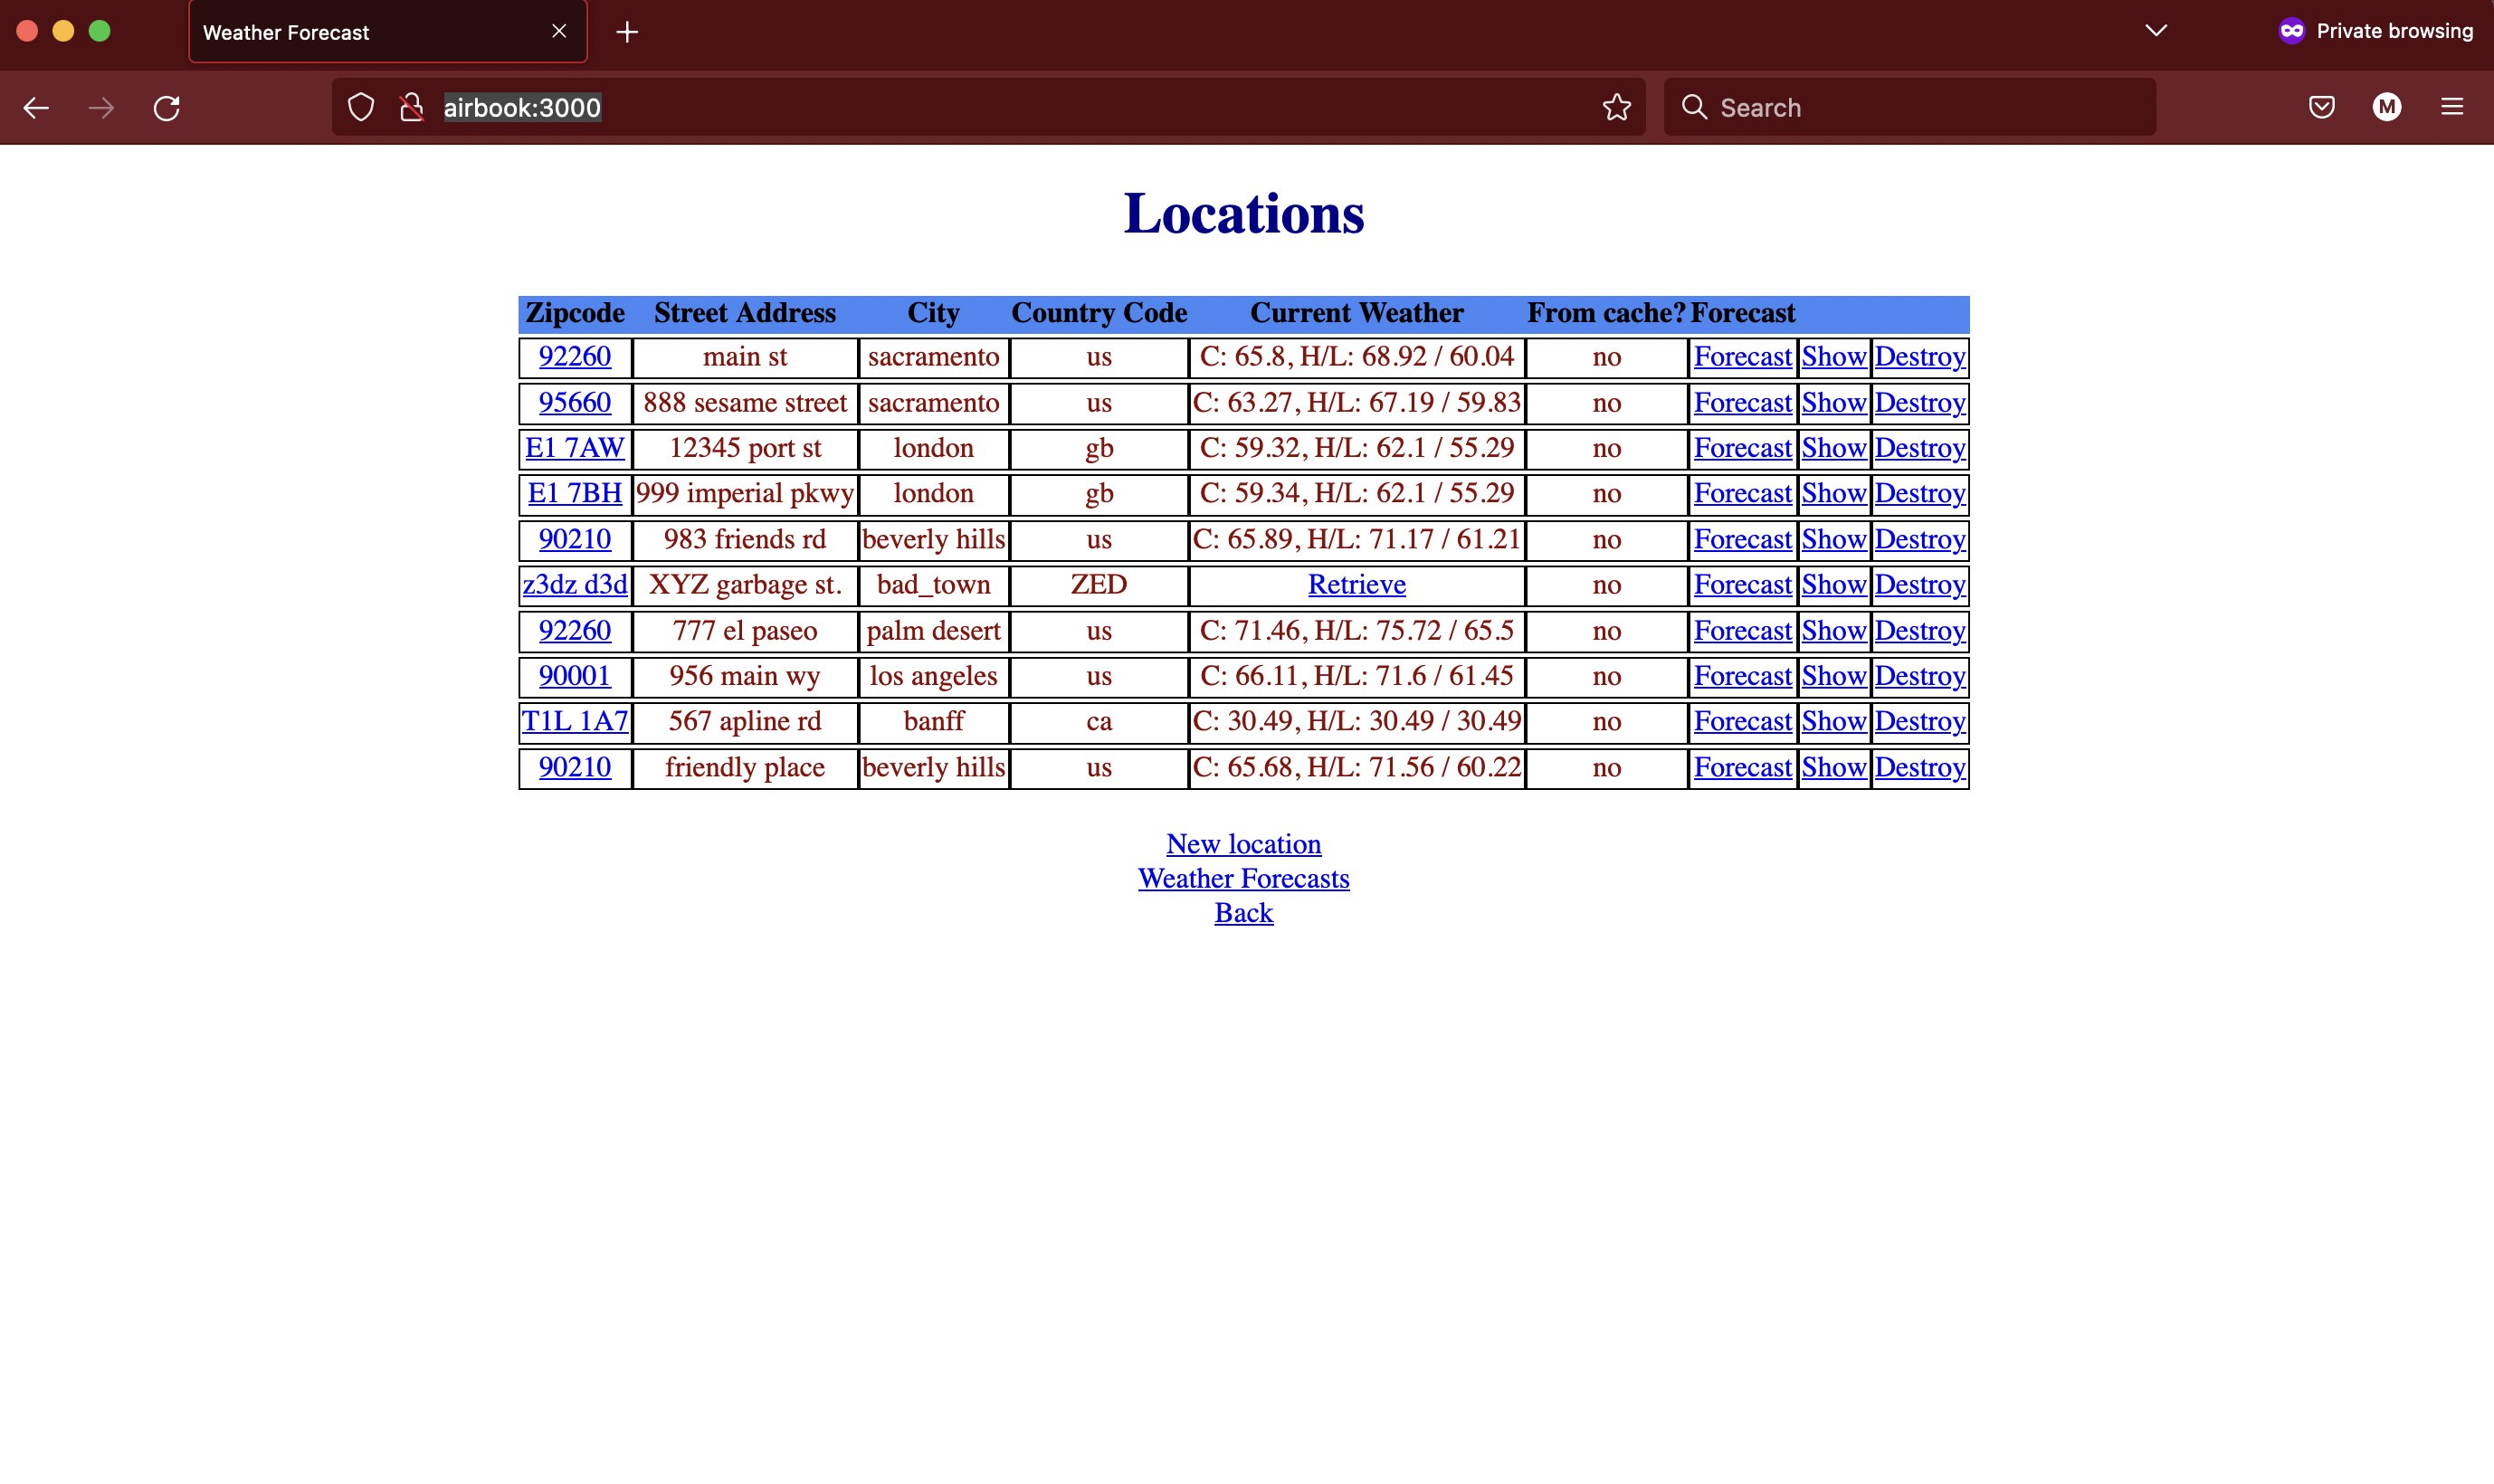 Weather Forecast
Private browsing
airbook:3000
Search
M
Locations
Zipcode Street Address City Country Code Current Weather From cache? Forecast
92260 main st sacramento us C: 65.8, H/L: 68.92 / 60.04 no Forecast Show Destroy
95660 888 sesame street sacramento us C: 63.27, H/L: 67.19 / 59.83 no Forecast Show Destroy
E1 7AW 12345 port st london gb C: 59.32, H/L: 62.1 / 55.29 no Forecast Show Destroy
E1 7BH 999 imperial pkwy london gb C: 59.34, H/L: 62.1 / 55.29 no Forecast Show Destroy
90210 983 friends rd beverly hills us C: 65.89, H/L: 71.17 / 61.21 no Forecast Show Destroy
z3dz d3d XYZ garbage st. bad_town ZED Retrieve no Forecast Show Destroy
92260 777 el paseo palm desert us C: 71.46, H/L: 75.72 / 65.5 no Forecast Show Destroy
90001 956 main wy los angeles us C: 66.11, H/L: 71.6 / 61.45 no Forecast Show Destroy
T1L 1A7 567 apline rd banff ca C: 30.49, H/L: 30.49 / 30.49 no Forecast Show Destroy
90210 friendly place beverly hills us C: 65.68, H/L: 71.56 / 60.22 no Forecast Show Destroy
New location
Weather Forecasts
Back